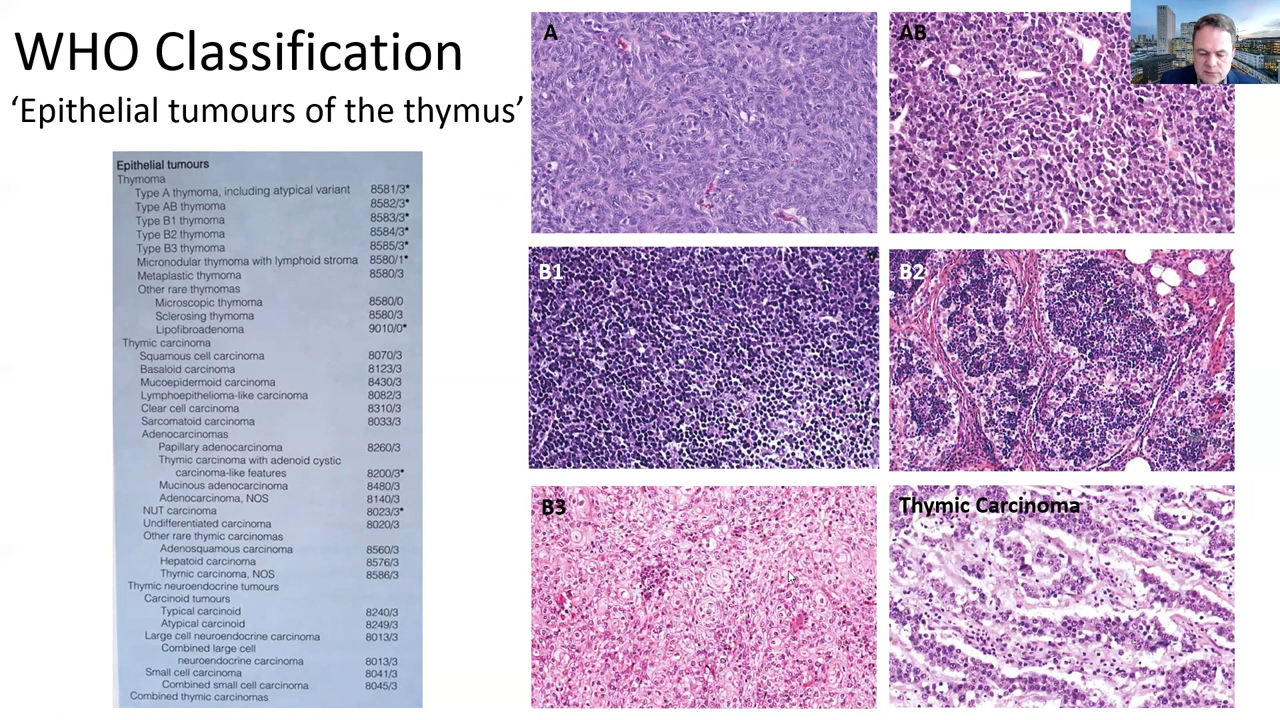 WHO Classification
‘Epithelial tumours of the thymus’
Epithelial tumours
Thymoma
Type A thymoma, including atypical variant 8581/3*
Type AB thymoma 8582/3*
Type B1 thymoma 8583/3*
Type B2 thymoma 8584/3*
Type B3 thymoma 8585/3*
Micronodular thymoma with lymphoid stroma 8580/1*
Metaplastic thymoma 8580/3
Other rare thymomas
Microscopic thymoma 8580/0
Sclerosing thymoma 8580/3
Lipofibroadenoma 9010/0*
Thymic carcinoma
Squamous cell carcinoma 8070/3
Basaloid carcinoma 8123/3
Mucoepidermoid carcinoma 8430/3
Lymphoepithelioma-like carcinoma 8082/3
Clear cell carcinoma 8310/3
Sarcomatoid carcinoma 8033/3
Adenocarcinomas
Papillary adenocarcinoma 8260/3
Thymic carcinoma with adenoid cystic
carcinoma-like features 8200/3*
Mucinous adenocarcinoma 8480/3
Adenocarcinoma, NOS 8140/3
NUT carcinoma 8023/3*
Undifferentiated carcinoma 8020/3
Other rare thymic carcinomas
Adenosquamous carcinoma 8560/3
Hepatoid carcinoma 8576/3
Thymic carcinoma, NOS 8586/3
Thymic neuroendocrine tumours
Carcinoid tumours
Typical carcinoid 8240/3
Atypical carcinoid 8249/3
Large cell neuroendocrine carcinoma 8013/3
Combined large cell
neuroendocrine carcinoma 8013/3
Small cell carcinoma 8041/3
Combined small cell carcinoma 8045/3
Combined thymic carcinomas
A
AB
B1
B2
B3
Thymic Carcinoma